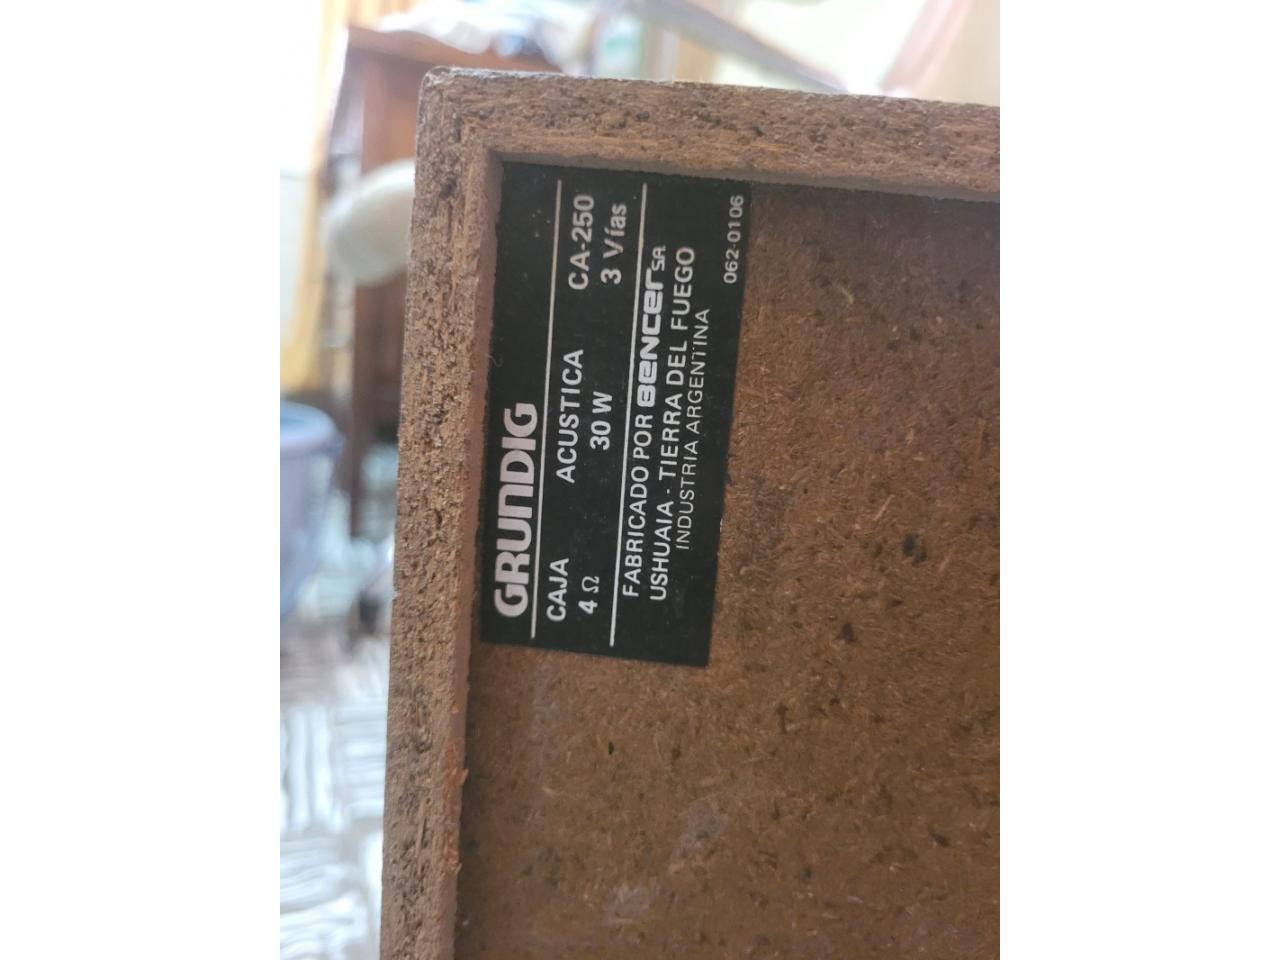 GRUNDIG
CAJA ACUSTICA CA-250
4 Ω 30 W 3 Vías
FABRICADO POR BENCER SA
USHUAIA - TIERRA DEL FUEGO
INDUSTRIA ARGENTINA
062-0106